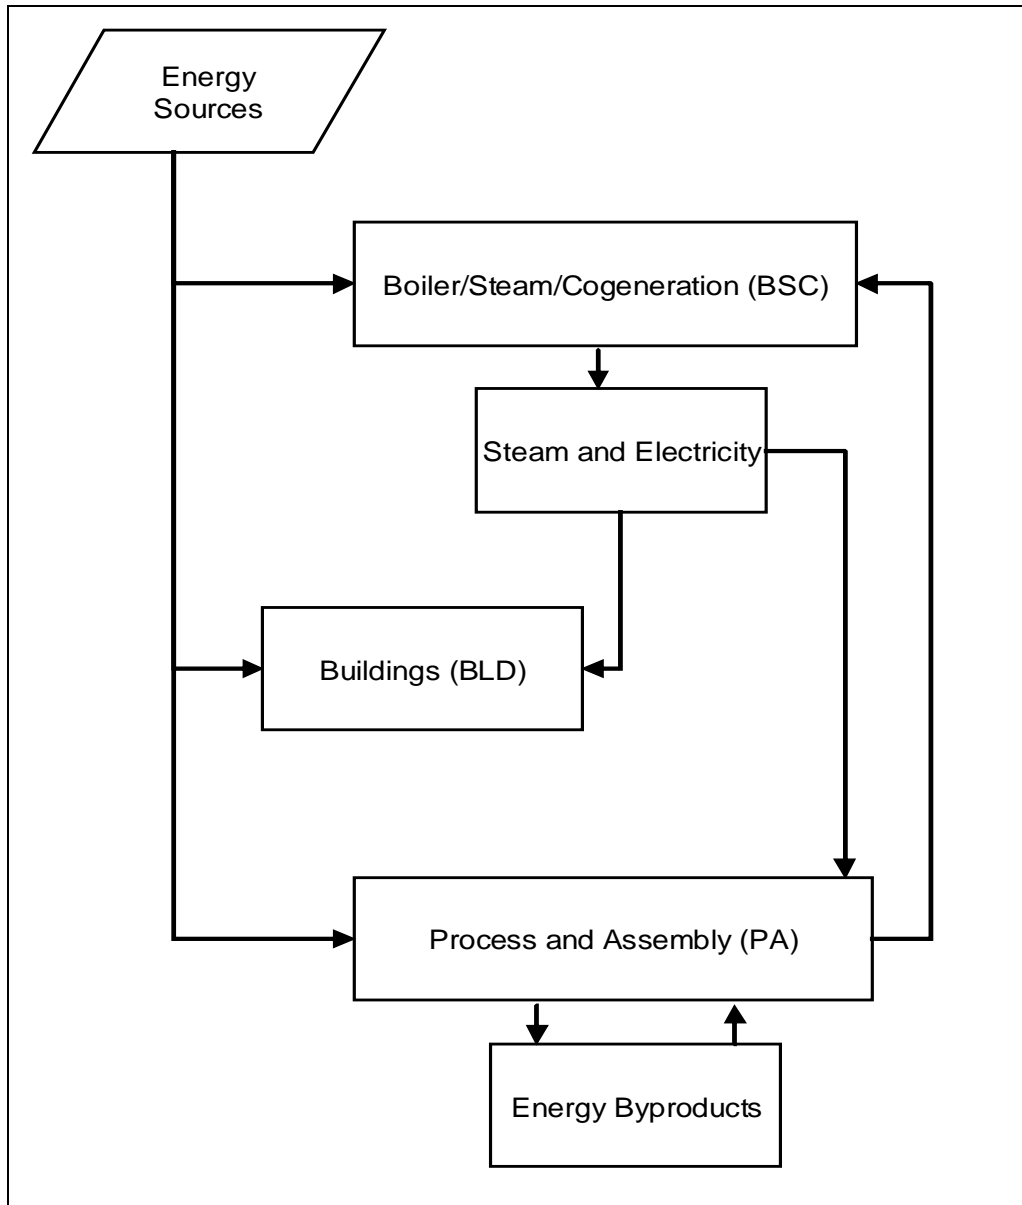 Energy
Sources
Boiler/Steam/Cogeneration (BSC)
Steam and Electricity
Buildings (BLD)
Process and Assembly (PA)
Energy Byproducts